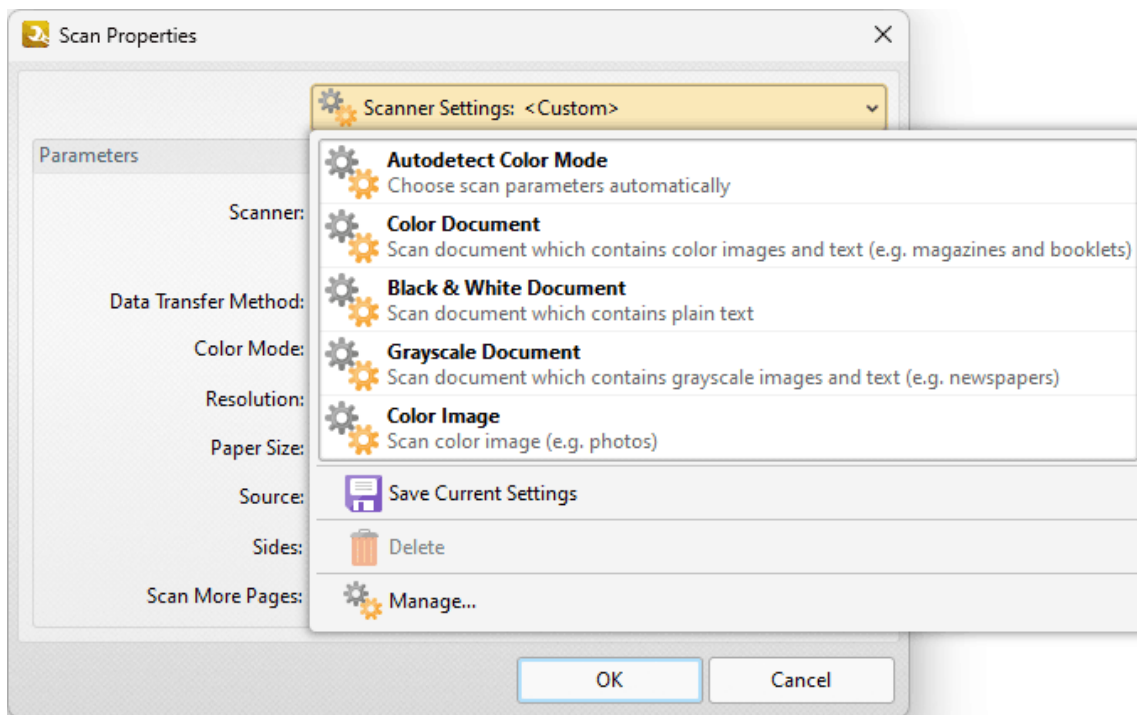 Scan Properties
Scanner Settings: <Custom>
Parameters
Autodetect Color Mode
Choose scan parameters automatically
Scanner:
Color Document
Scan document which contains color images and text (e.g. magazines and booklets)
Data Transfer Method:
Black & White Document
Scan document which contains plain text
Color Mode:
Grayscale Document
Scan document which contains grayscale images and text (e.g. newspapers)
Resolution:
Color Image
Scan color image (e.g. photos)
Paper Size:
Source:
Save Current Settings
Sides:
Delete
Scan More Pages:
Manage...
OK
Cancel